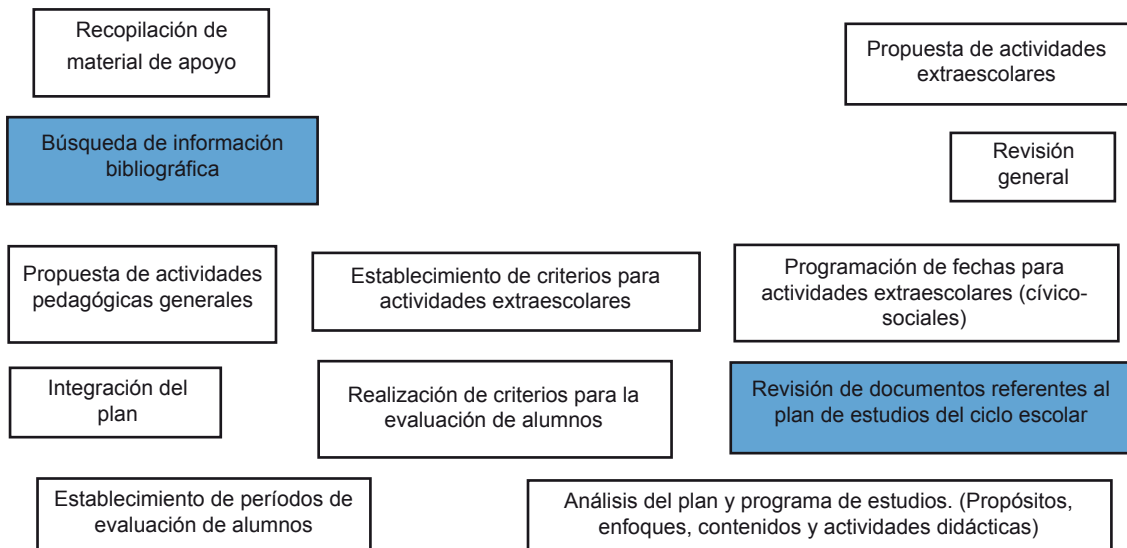 Recopilación de
material de apoyo
Propuesta de actividades
extraescolares
Búsqueda de información
bibliográfica
Revisión
general
Propuesta de actividades
pedagógicas generales
Establecimiento de criterios para
actividades extraescolares
Programación de fechas para
actividades extraescolares (cívico-
sociales)
Integración del
plan
Realización de criterios para la
evaluación de alumnos
Revisión de documentos referentes al
plan de estudios del ciclo escolar
Establecimiento de períodos de
evaluación de alumnos
Análisis del plan y programa de estudios. (Propósitos,
enfoques, contenidos y actividades didácticas)